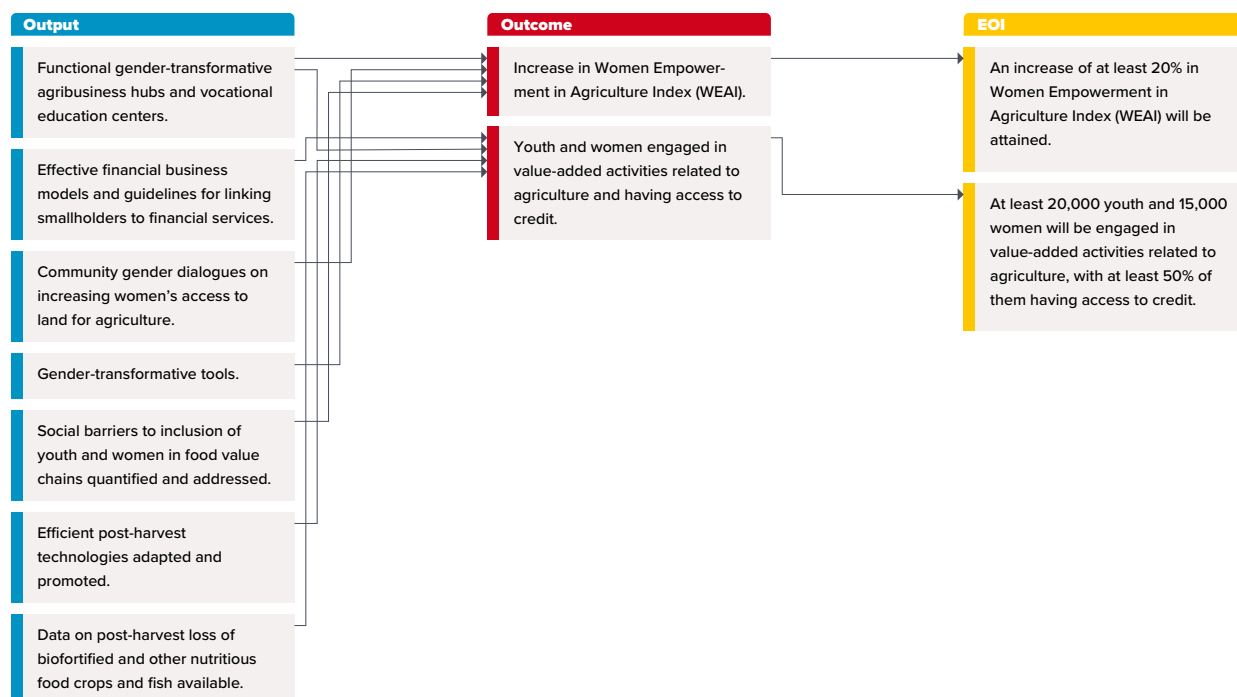 Output
Functional gender-transformative
agribusiness hubs and vocational
education centers.
Effective financial business
models and guidelines for linking
smallholders to financial services.
Community gender dialogues on
increasing women’s access to
land for agriculture.
Gender-transformative tools.
Social barriers to inclusion of
youth and women in food value
chains quantified and addressed.
Efficient post-harvest
technologies adapted and
promoted.
Data on post-harvest loss of
biofortified and other nutritious
food crops and fish available.
Outcome
Increase in Women Empower-
ment in Agriculture Index (WEAI).
Youth and women engaged in
value-added activities related to
agriculture and having access to
credit.
EOI
An increase of at least 20% in
Women Empowerment in
Agriculture Index (WEAI) will be
attained.
At least 20,000 youth and 15,000
women will be engaged in
value-added activities related to
agriculture, with at least 50% of
them having access to credit.